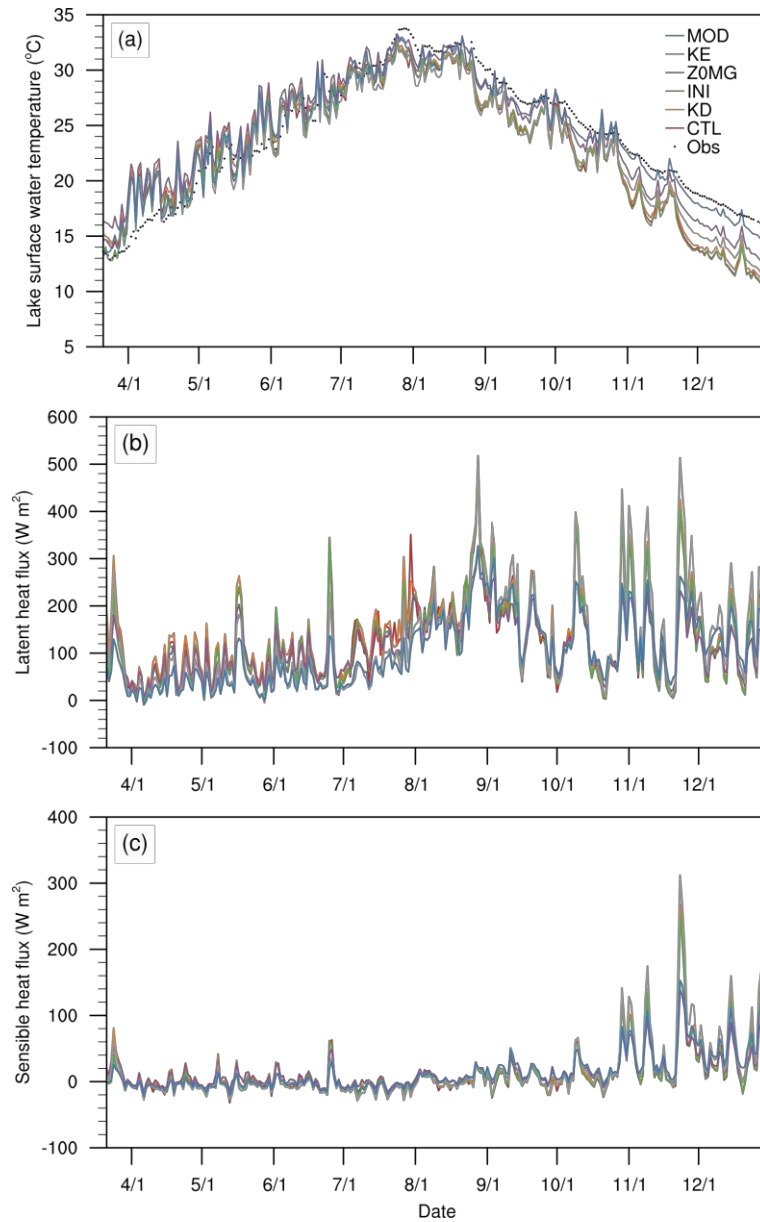 (a)
Lake surface water temperature (°C)
35
30
25
20
15
10
5
MOD
KE
Z0MG
INI
KD
CTL
Obs
4/1 5/1 6/1 7/1 8/1 9/1 10/1 11/1 12/1
(b)
Latent heat flux (W m²)
600
500
400
300
200
100
0
-100
4/1 5/1 6/1 7/1 8/1 9/1 10/1 11/1 12/1
(c)
Sensible heat flux (W m²)
400
300
200
100
0
-100
4/1 5/1 6/1 7/1 8/1 9/1 10/1 11/1 12/1
Date